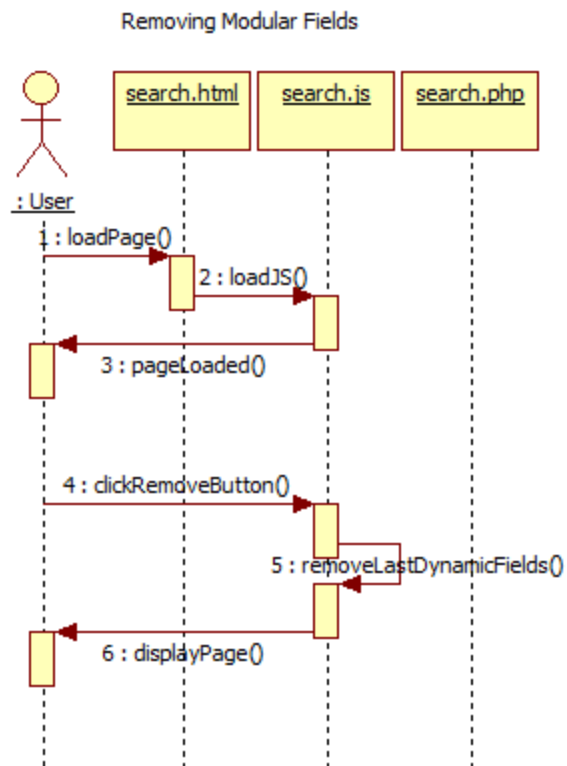 Removing Modular Fields
search.html
search.js
search.php
: User
1 : loadPage()
2 : loadJS()
3 : pageLoaded()
4 : clickRemoveButton()
5 : removeLastDynamicFields()
6 : displayPage()